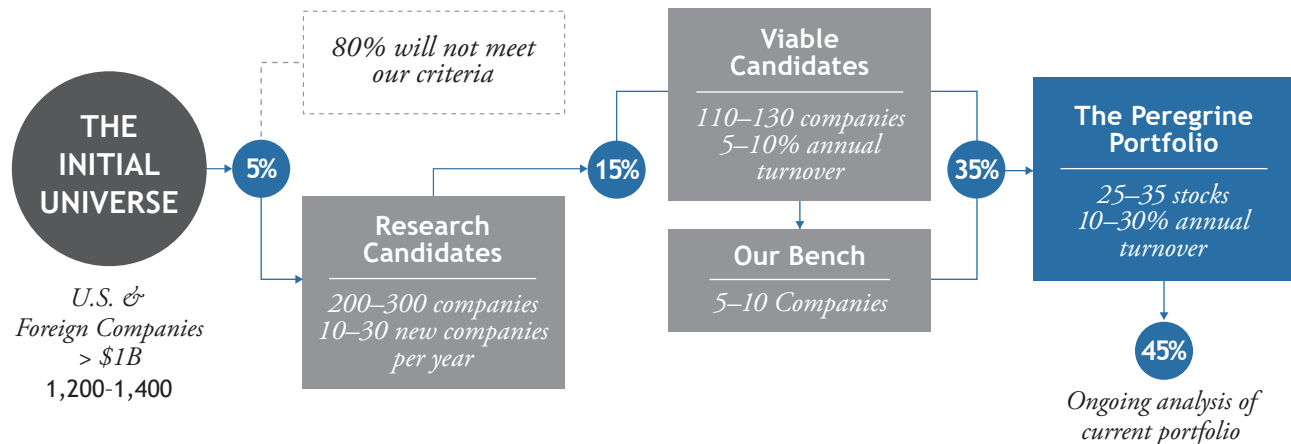 THE
INITIAL
UNIVERSE
U.S. &
Foreign Companies
> $1B
1,200-1,400
5%
80% will not meet
our criteria
Research
Candidates
200–300 companies
10–30 new companies
per year
15%
Viable
Candidates
110–130 companies
5–10% annual
turnover
Our Bench
5–10 Companies
35%
The Peregrine
Portfolio
25–35 stocks
10–30% annual
turnover
45%
Ongoing analysis of
current portfolio